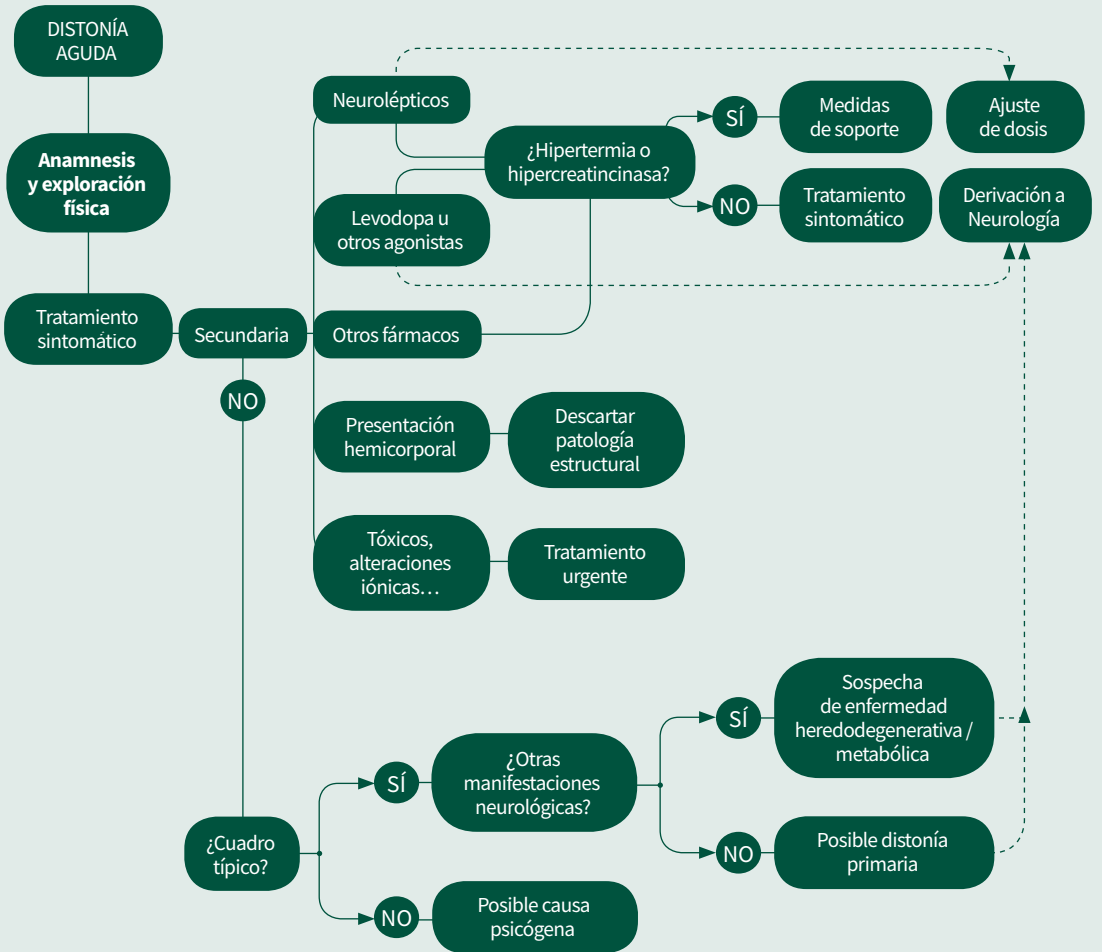 DISTONÍA
AGUDA
Anamnesis
y exploración
física
Tratamiento
sintomático
Secundaria
NO
Neurolépticos
Levodopa u
otros agonistas
Otros fármacos
¿Hipertermia o
hipercreatincinasa?
SÍ
Medidas
de soporte
Ajuste
de dosis
NO
Tratamiento
sintomático
Derivación a
Neurología
Presentación
hemicorporal
Descartar
patología
estructural
Tóxicos,
alteraciones
iónicas...
Tratamiento
urgente
¿Cuadro
típico?
SÍ
¿Otras
manifestaciones
neurológicas?
SÍ
Sospecha
de enfermedad
heredodegenerativa /
metabólica
NO
Posible distonía
primaria
NO
Posible causa
psicógena